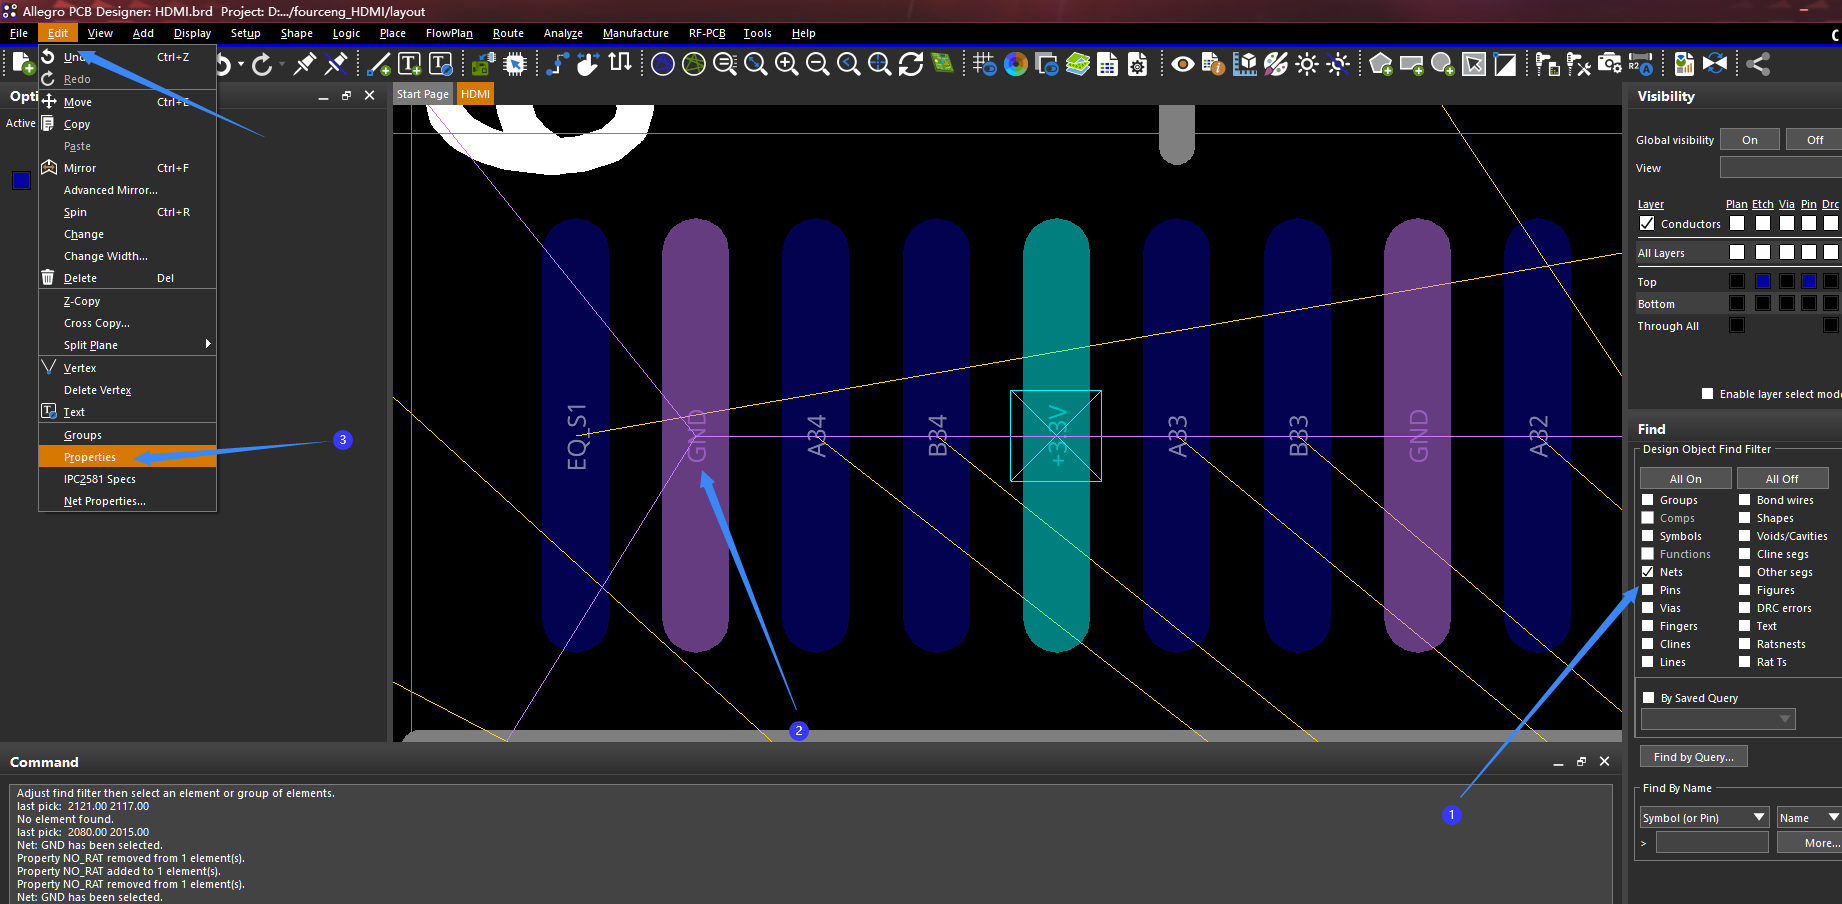 Allegro PCB Designer: HDMI.brd  Project: D:.../fourceng_HDMI/layout
File Edit View Add Display Setup Shape Logic Place FlowPlan Route Analyze Manufacture RF-PCB Tools Help
Undo Ctrl+Z
Redo
Move Ctrl+E
Copy
Paste
Mirror Ctrl+F
Advanced Mirror...
Spin Ctrl+R
Change
Change Width...
Delete Del
Z-Copy
Cross Copy...
Split Plane
Vertex
Delete Vertex
Text
Groups
Properties
IPC2581 Specs
Net Properties...
Active
Start Page HDMI
EQ_S1
GND
A34
B34
+3.3V
A33
B33
GND
A32
3
2
1
Visibility
Global visibility On Off
View
Layer Plan Etch Via Pin Drc
Conductors
All Layers
Top
Bottom
Through All
Enable layer select mode
Find
Design Object Find Filter
All On All Off
Groups Bond wires
Comps Shapes
Symbols Voids/Cavities
Functions Cline segs
Nets Other segs
Pins Figures
Vias DRC errors
Fingers Text
Clines Ratsnests
Lines Rat Ts
By Saved Query
Find by Query...
Find By Name
Symbol (or Pin) Name
>
More...
Command
Adjust find filter then select an element or group of elements.
last pick:  2121.00 2117.00
No element found.
last pick:  2080.00 2015.00
Net: GND has been selected.
Property NO_RAT removed from 1 element(s).
Property NO_RAT added to 1 element(s).
Property NO_RAT removed from 1 element(s).
Net: GND has been selected.